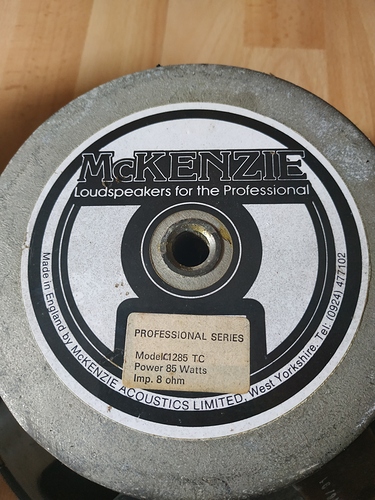 McKENZIE
Loudspeakers for the Professional
PROFESSIONAL SERIES
Model C1285 T.C
Power 85 Watts
Imp. 8 ohm
Made in England by McKENZIE ACOUSTICS LIMITED, West Yorkshire. Tel: (0924) 477102